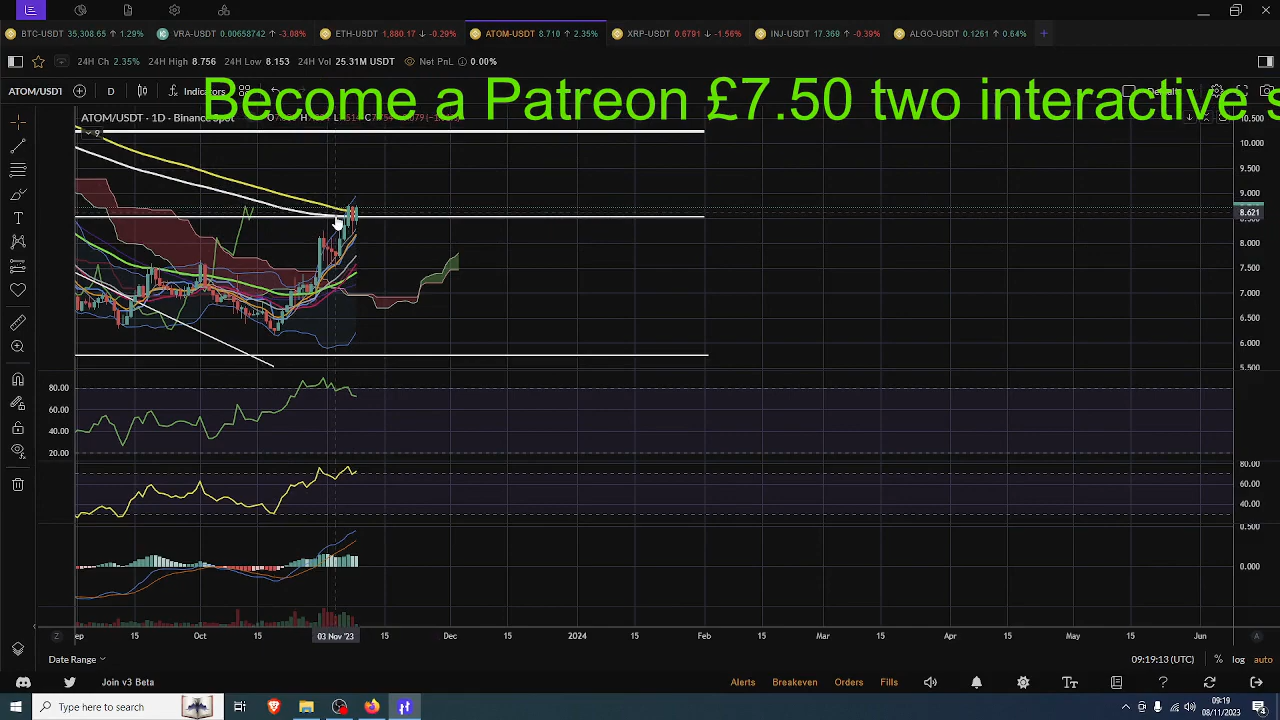 BTC-USDT 35,308.65 ↑ 1.29%
VRA-USDT 0.00658742 ↓ -3.08%
ETH-USDT 1,880.17 ↓ -0.29%
ATOM-USDT 8.710 ↑ 2.35%
XRP-USDT 0.6791 ↓ -1.56%
INJ-USDT 17.369 ↓ -0.39%
ALGO-USDT 0.1261 ↑ 0.64%
24H Ch 2.35% 24H High 8.756 24H Low 8.153 24H Vol 25.31M USDT Net PnL 0.00%
ATOM/USDT D Indicators
Become a Patreon £7.50 two interactive s
ATOM/USDT · 1D · Binance Spot
9
10.000
9.500
9.000
8.621
8.000
7.500
7.000
6.500
6.000
5.500
80.00
60.00
40.00
20.00
80.00
60.00
40.00
0.500
0.000
Z ep 15 Oct 15 03 Nov '23 15 Dec 15 2024 15 Feb 15 Mar 15 Apr 15 May 15 Jun A
Date Range 09:19:13 (UTC) % log auto
Join v3 Beta Alerts Breakeven Orders Fills
Type here to search
09:19
08/11/2023